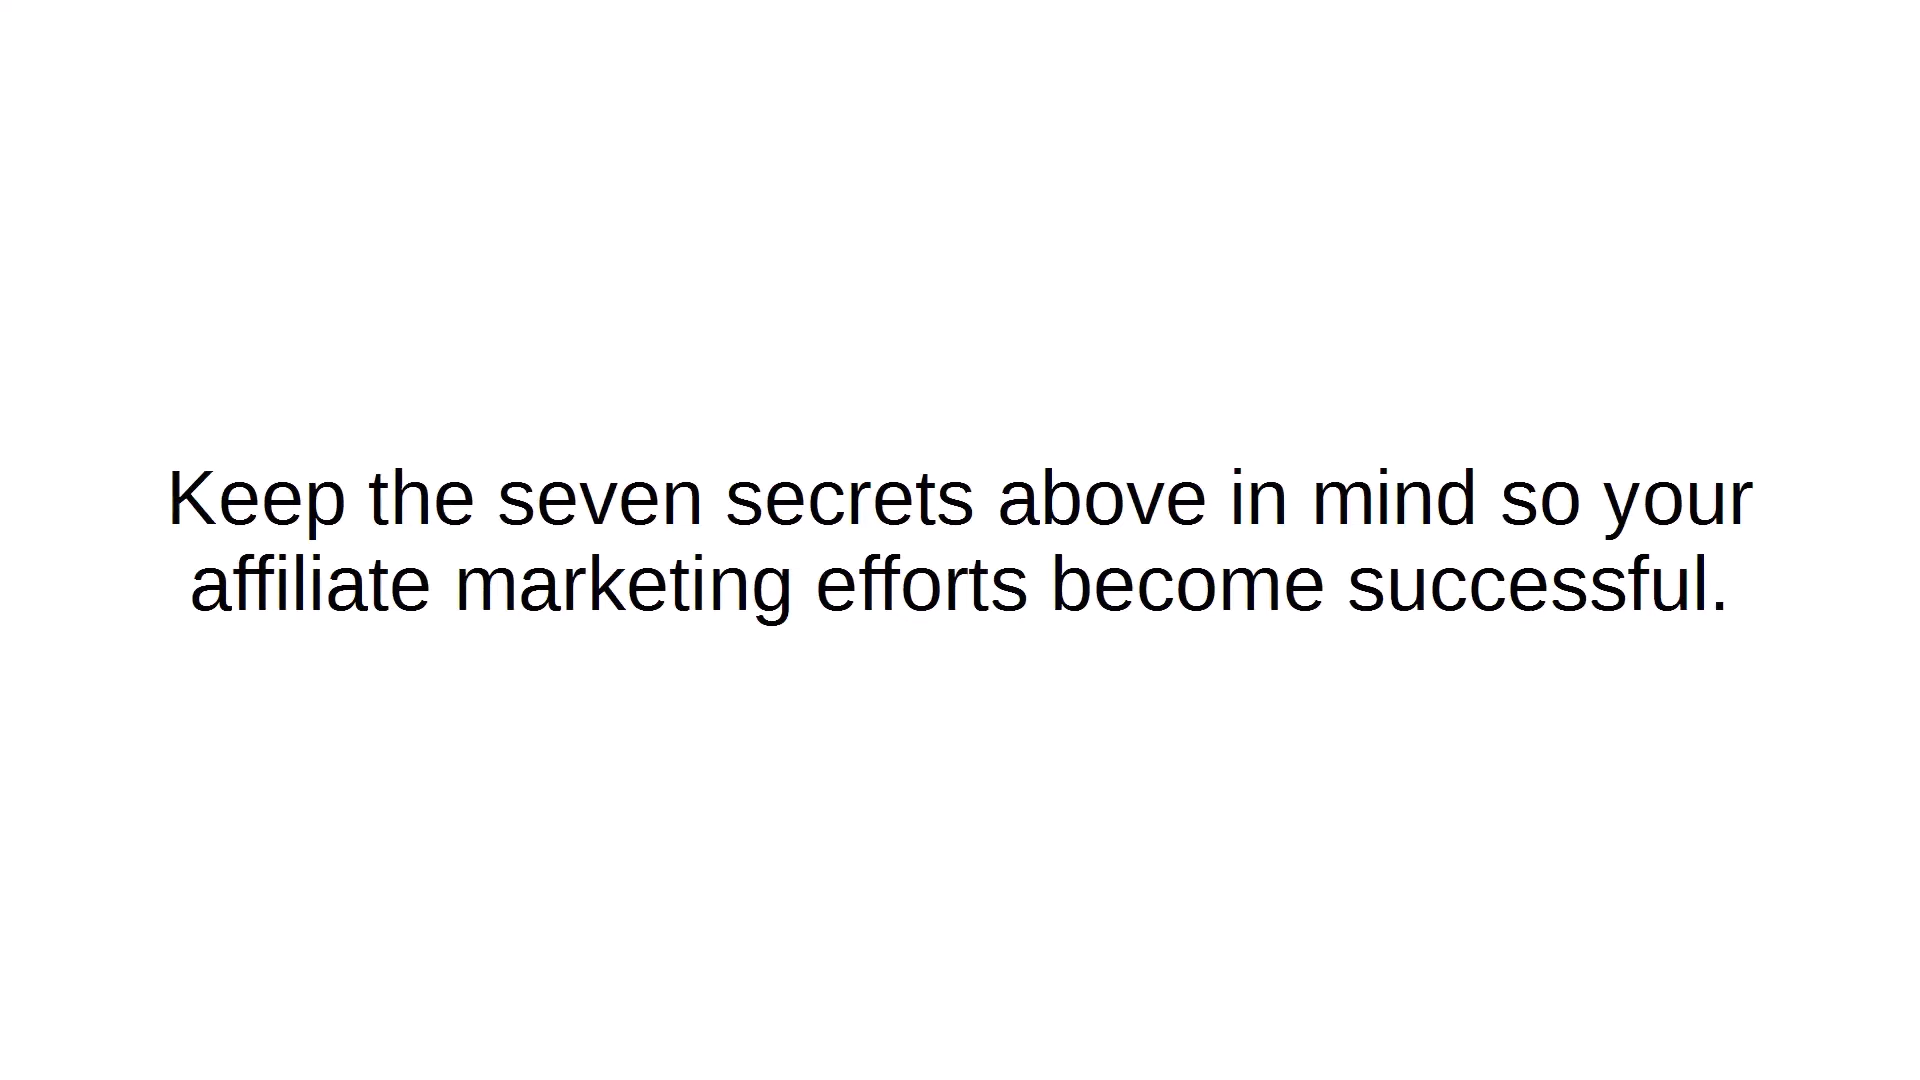 Keep the seven secrets above in mind so your
affiliate marketing efforts become successful.